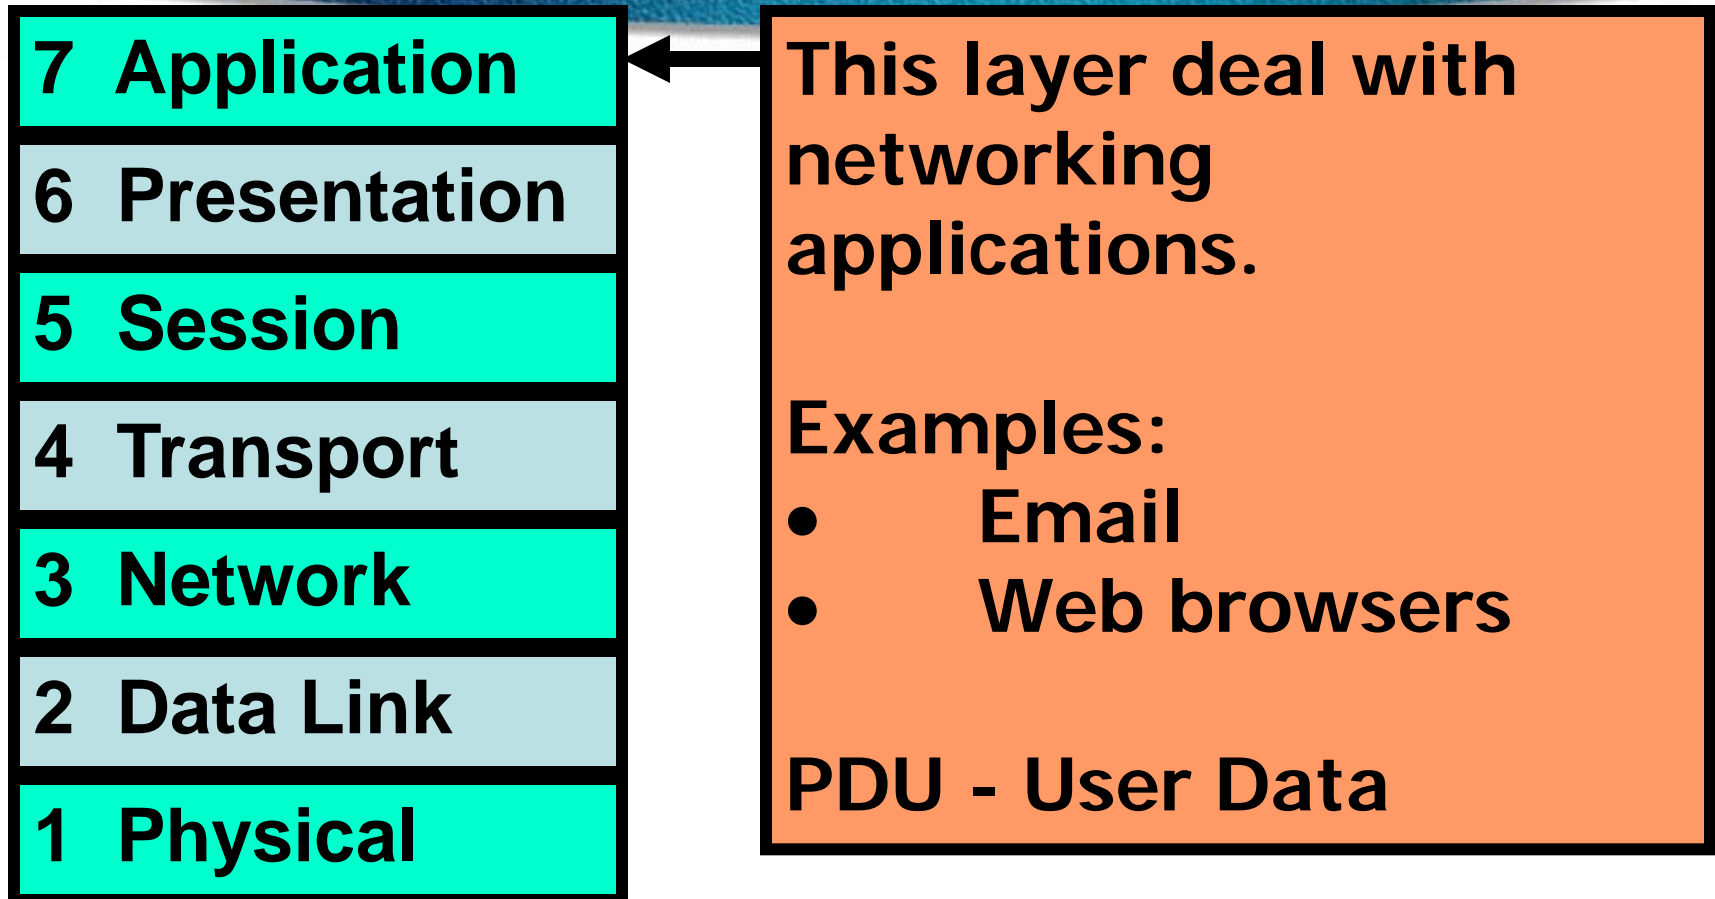 7 Application
6 Presentation
5 Session
4 Transport
3 Network
2 Data Link
1 Physical
This layer deal with
networking
applications.
Examples:
• Email
• Web browsers
PDU - User Data